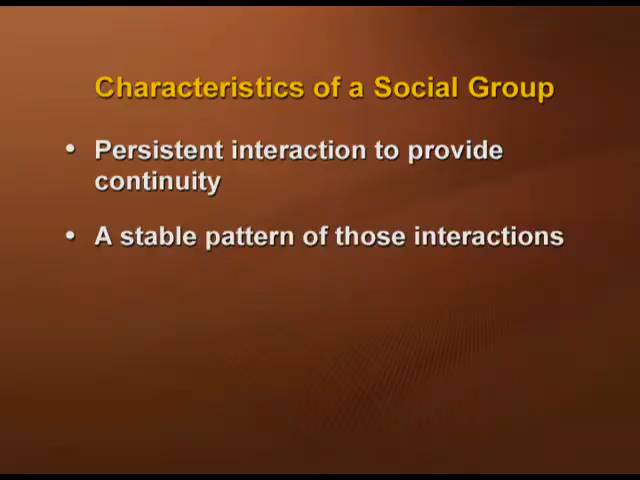 Characteristics of a Social Group
• Persistent interaction to provide
continuity
• A stable pattern of those interactions